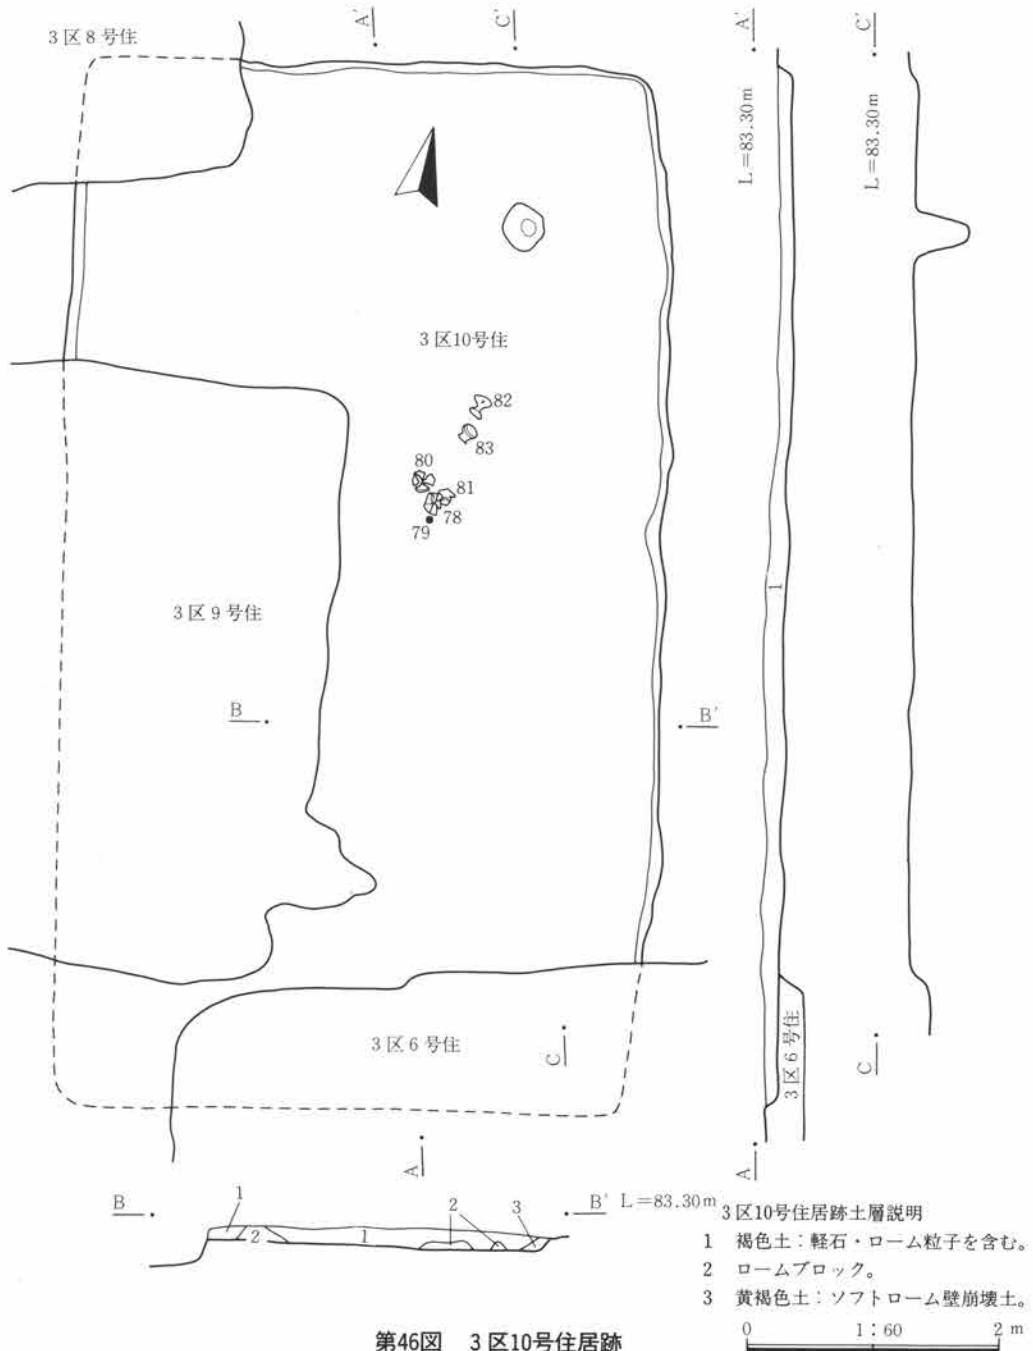 3区8号住
A'
C'
A'
C'
L=83.30m
L=83.30m
3区10号住
82
83
80
81
78
79
1
3区9号住
B
B'
3区6号住
C
3区6号住
C
A
A
B
1
2
1
2
3
B'
L=83.30m
3区10号住居跡土層説明
1 褐色土：軽石・ローム粒子を含む。
2 ロームブロック。
3 黄褐色土：ソフトローム壁崩壊土。
0 1：60 2 m
第46図 3区10号住居跡